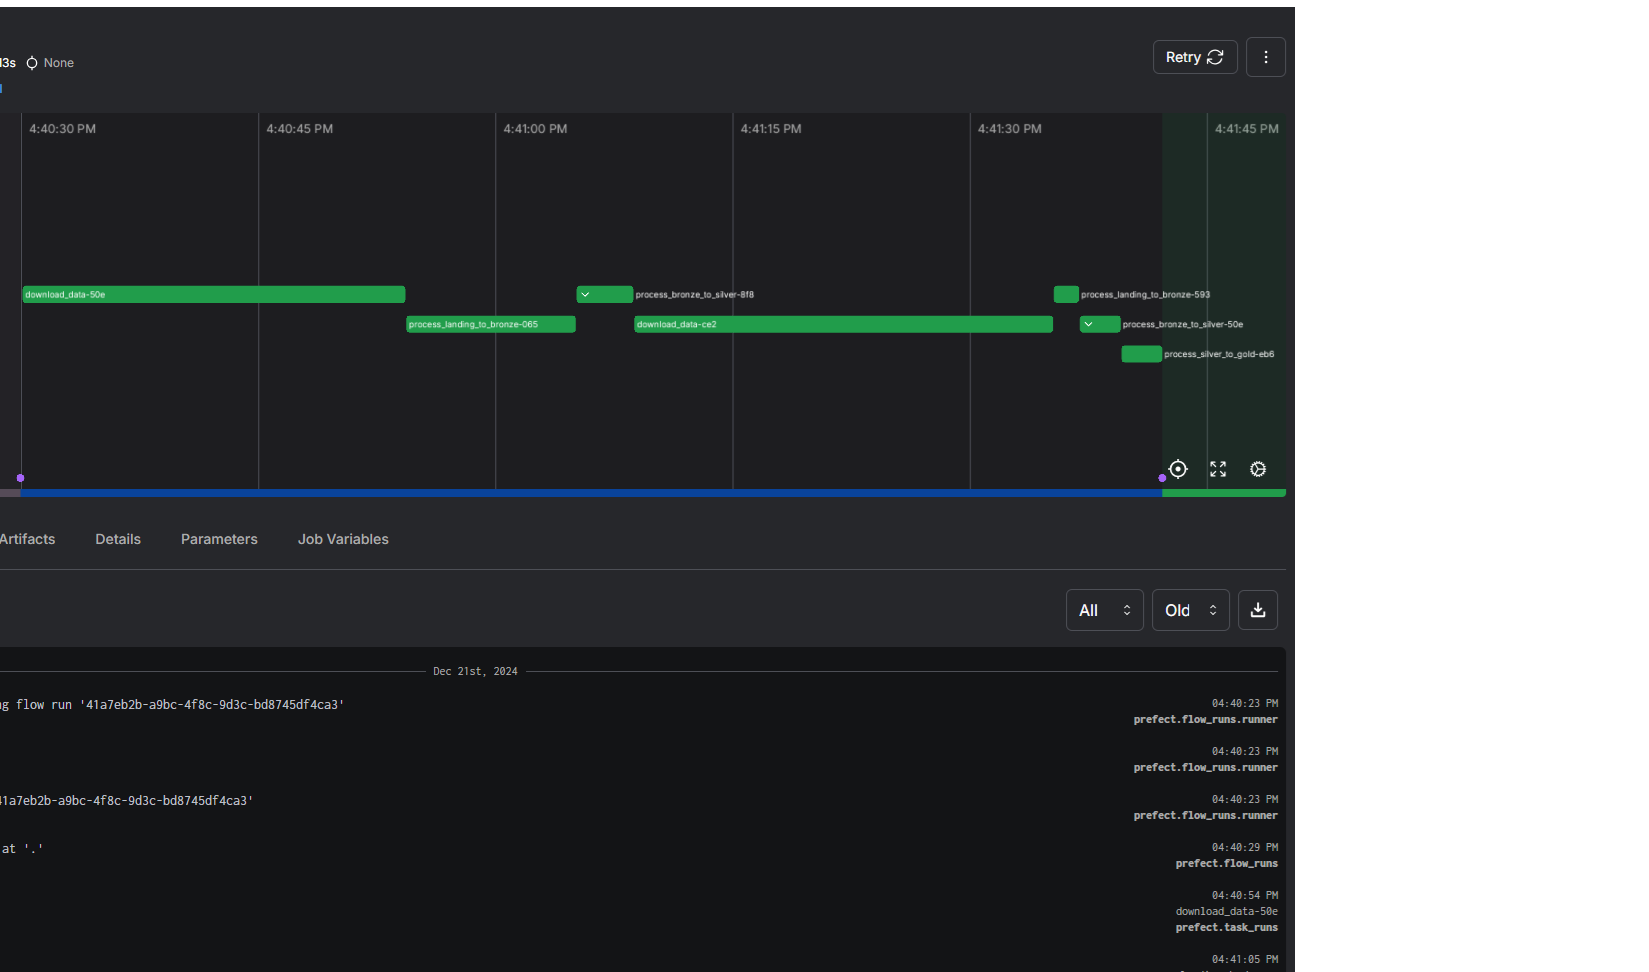 Retry
13s None
4:40:30 PM 4:40:45 PM 4:41:00 PM 4:41:15 PM 4:41:30 PM 4:41:45 PM
download_data-50e process_bronze_to_silver-8f8 process_landing_to_bronze-593
process_landing_to_bronze-065 download_data-ce2 process_bronze_to_silver-50e
process_silver_to_gold-eb6
Artifacts Details Parameters Job Variables
All Old
Dec 21st, 2024
g flow run '41a7eb2b-a9bc-4f8c-9d3c-bd8745df4ca3' 04:40:23 PM
prefect.flow_runs.runner
04:40:23 PM
prefect.flow_runs.runner
41a7eb2b-a9bc-4f8c-9d3c-bd8745df4ca3' 04:40:23 PM
prefect.flow_runs.runner
at '.' 04:40:29 PM
prefect.flow_runs
04:40:54 PM
download_data-50e
prefect.task_runs
04:41:05 PM